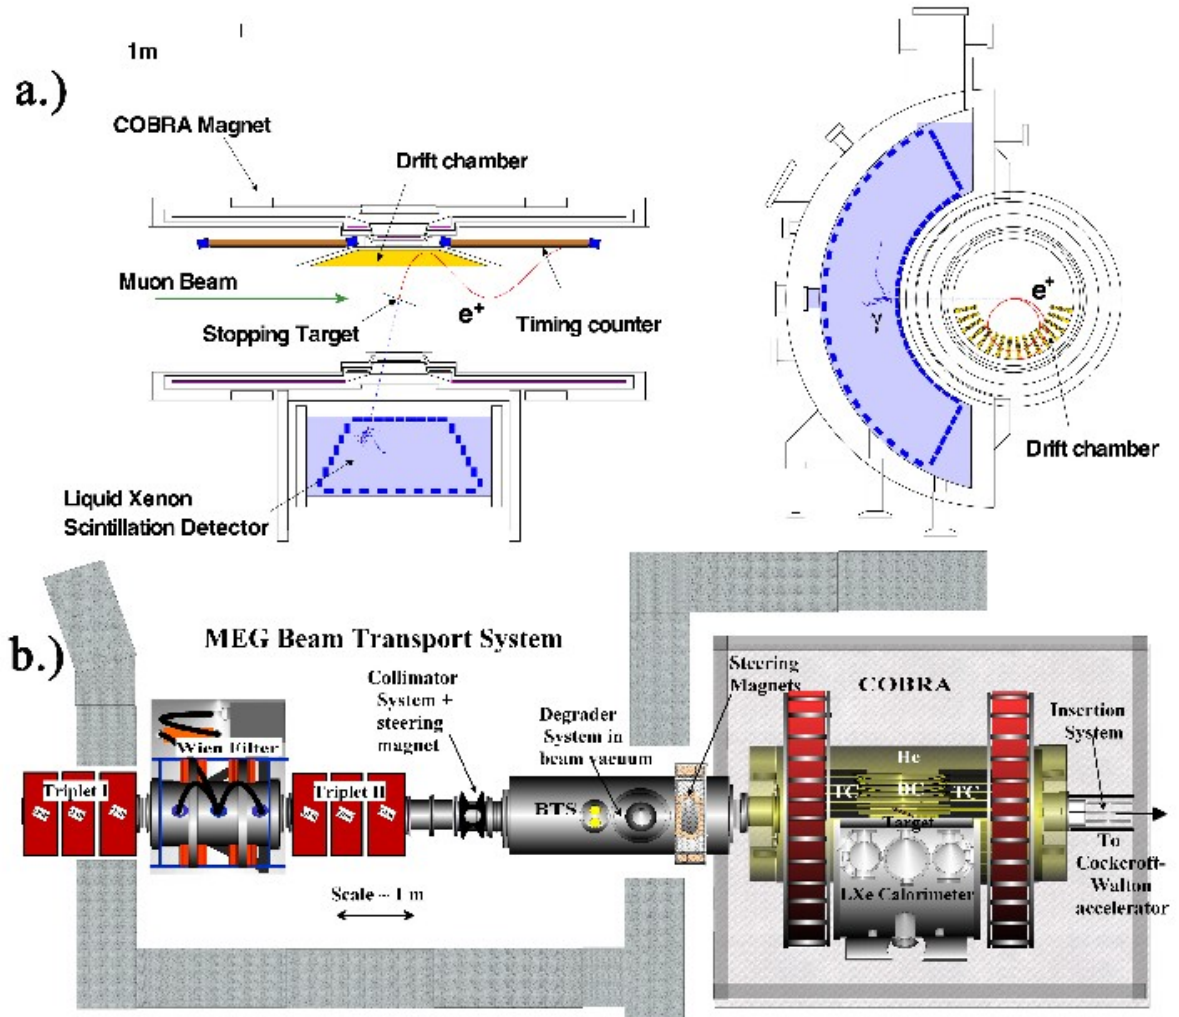 1m
a.)
COBRA Magnet
Drift chamber
Muon Beam
Stopping Target
e+
Timing counter
Liquid Xenon
Scintillation Detector
γ
e+
Drift chamber
b.)
MEG Beam Transport System
Collimator
System +
steering
magnet
Degrader
System in
beam vacuum
Steering
Magnets
COBRA
Insertion
System
Wien Filter
Triplet I
Triplet II
BTS
He
TC
DC
TC
Target
LXe Calorimeter
To
Cockcroft-
Walton
accelerator
Scale ~ 1 m